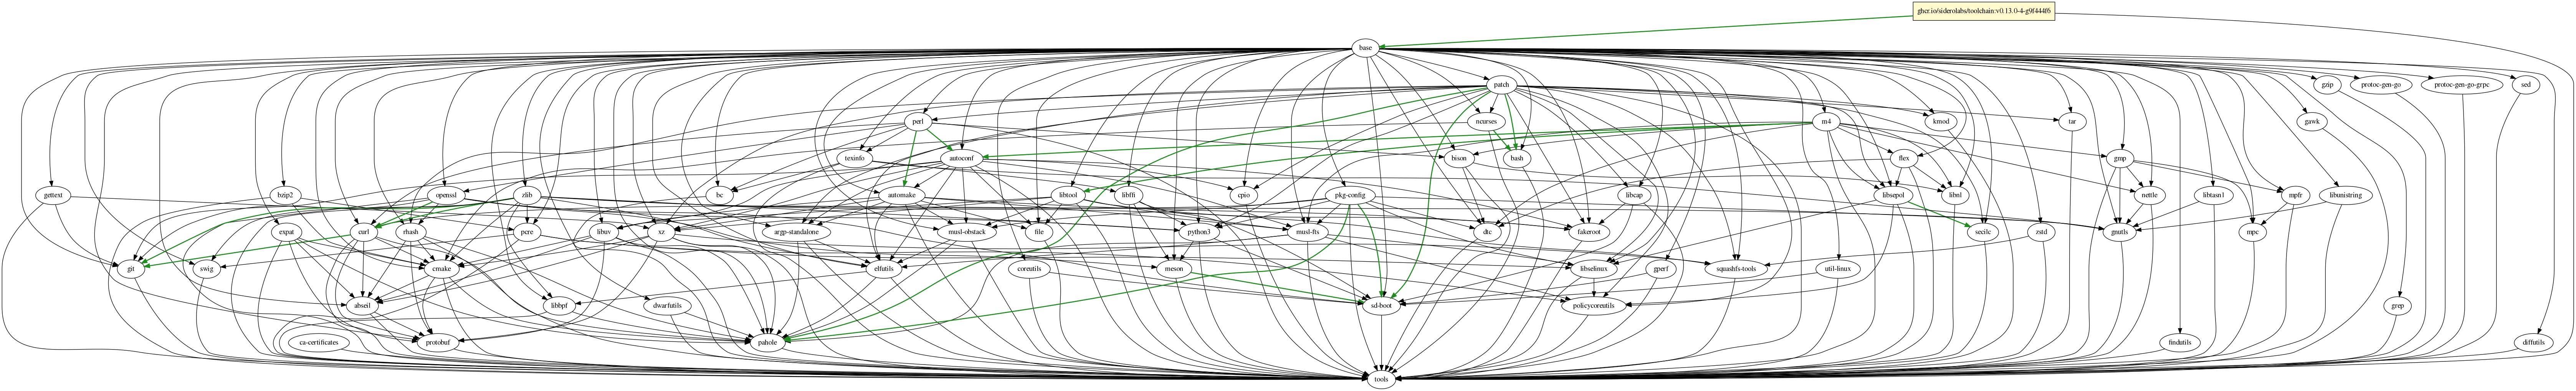 ghcr.io/siderolabs/toolchain:v0.13.0-4-g9f444f6
base
patch
gzip
protoc-gen-go
protoc-gen-go-grpc
sed
perl
ncurses
m4
kmod
tar
gawk
texinfo
autoconf
bison
bash
flex
gmp
gettext
bzip2
openssl
zlib
bc
automake
libtool
libffi
cpio
pkg-config
libcap
libsepol
libnl
nettle
libtasn1
mpfr
libunistring
expat
curl
rhash
pcre
libuv
xz
argp-standalone
musl-obstack
file
python3
musl-fts
dtc
fakeroot
secilc
zstd
gnutls
mpc
git
swig
cmake
elfutils
coreutils
meson
libselinux
gperf
squashfs-tools
util-linux
abseil
libbpf
dwarfutils
sd-boot
policycoreutils
grep
ca-certificates
protobuf
pahole
findutils
diffutils
tools